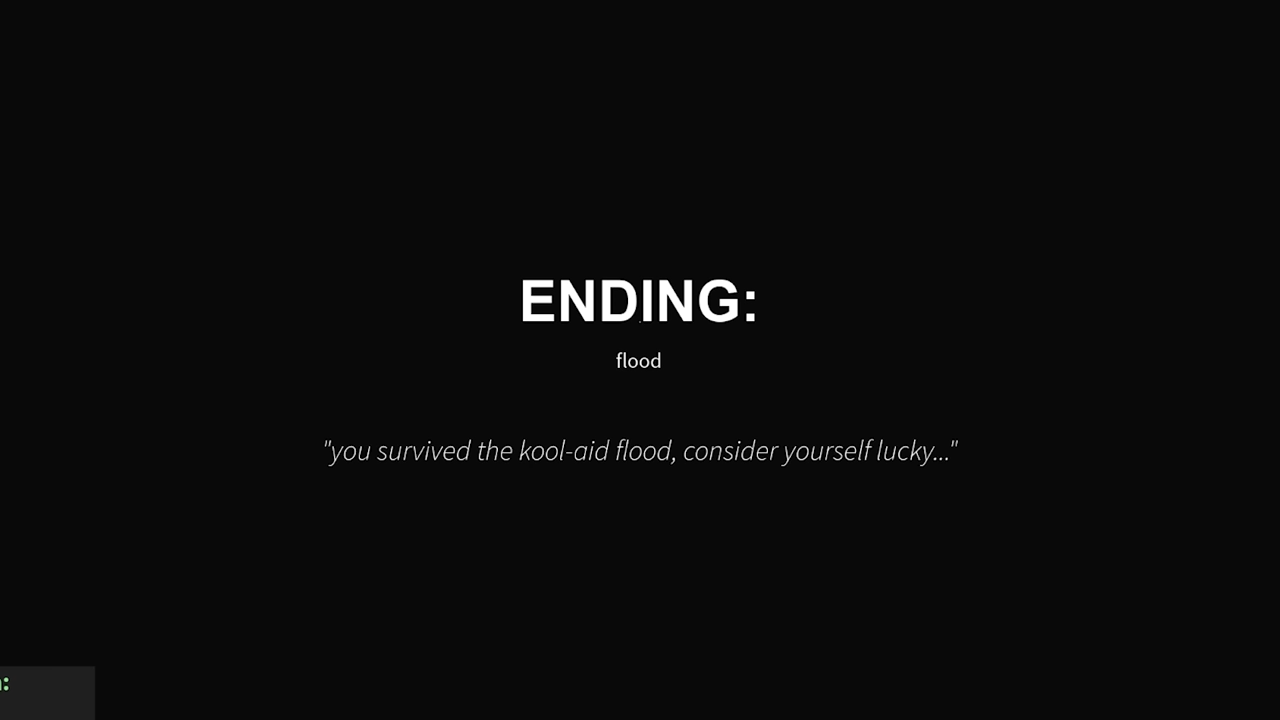 ENDING:
flood
"you survived the kool-aid flood, consider yourself lucky..."
: